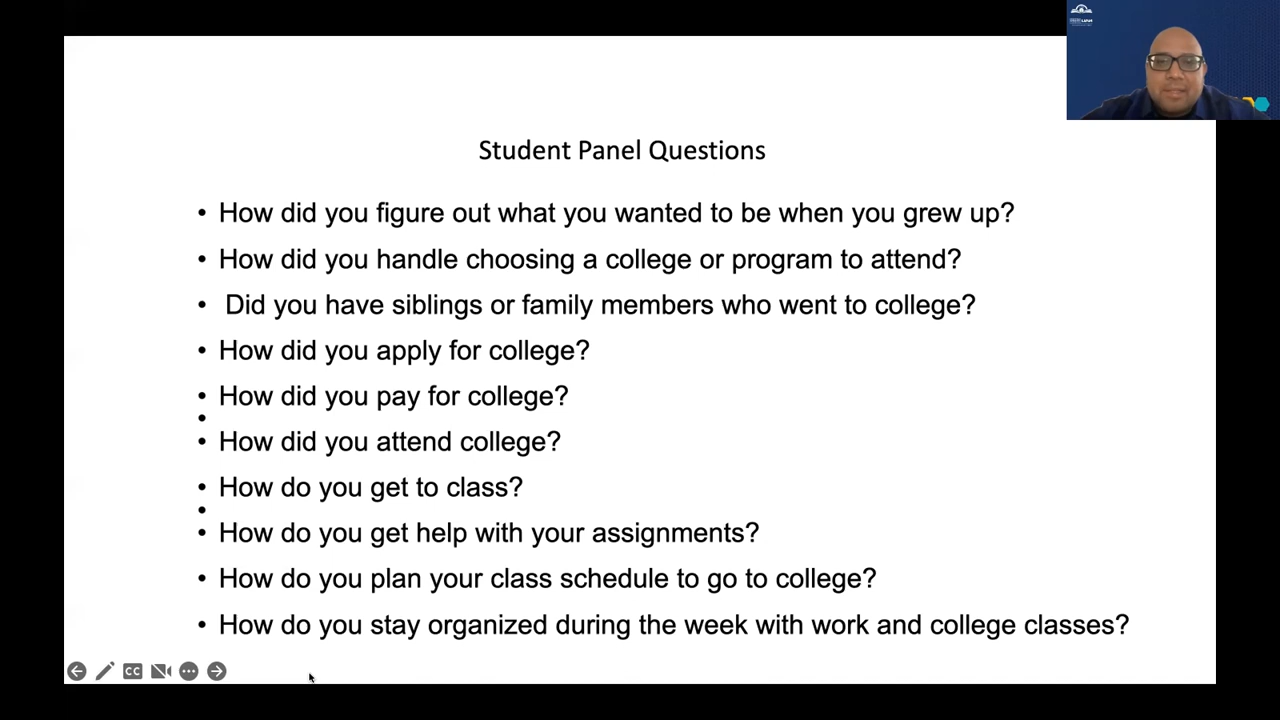 Student Panel Questions
• How did you figure out what you wanted to be when you grew up?
• How did you handle choosing a college or program to attend?
• Did you have siblings or family members who went to college?
• How did you apply for college?
• How did you pay for college?
•
• How did you attend college?
• How do you get to class?
•
• How do you get help with your assignments?
• How do you plan your class schedule to go to college?
• How do you stay organized during the week with work and college classes?
CC